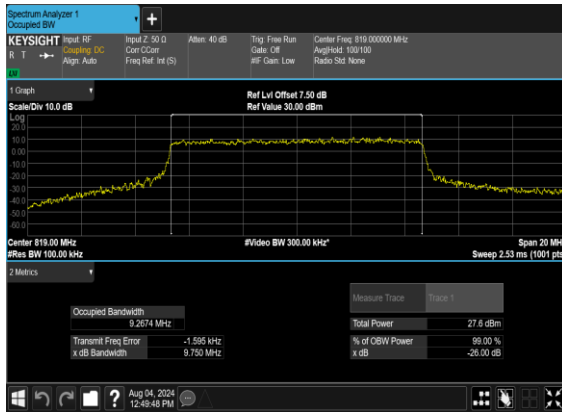 Spectrum Analyzer 1
Occupied BW
+
KEYSIGHT
R T
Input: RF
Coupling: DC
Align: Auto
Input Z: 50 Ω
Corr CCorr
Freq Ref: Int (S)
Atten: 40 dB
Trig: Free Run
Gate: Off
#IF Gain: Low
Center Freq: 819.000000 MHz
Avg|Hold: 100/100
Radio Std: None
1 Graph
Scale/Div 10.0 dB
Ref Lvl Offset 7.50 dB
Ref Value 30.00 dBm
Log
20.0
10.0
0.00
-10.0
-20.0
-30.0
-40.0
-50.0
-60.0
Center 819.00 MHz
#Res BW 100.00 kHz
#Video BW 300.00 kHz*
Span 20 MH
Sweep 2.53 ms (1001 pts
2 Metrics
Measure Trace
Trace 1
Occupied Bandwidth
9.2674 MHz
Total Power
27.6 dBm
Transmit Freq Error
-1.595 kHz
% of OBW Power
99.00 %
x dB Bandwidth
9.750 MHz
x dB
-26.00 dB
?
Aug 04, 2024
12:49:48 PM